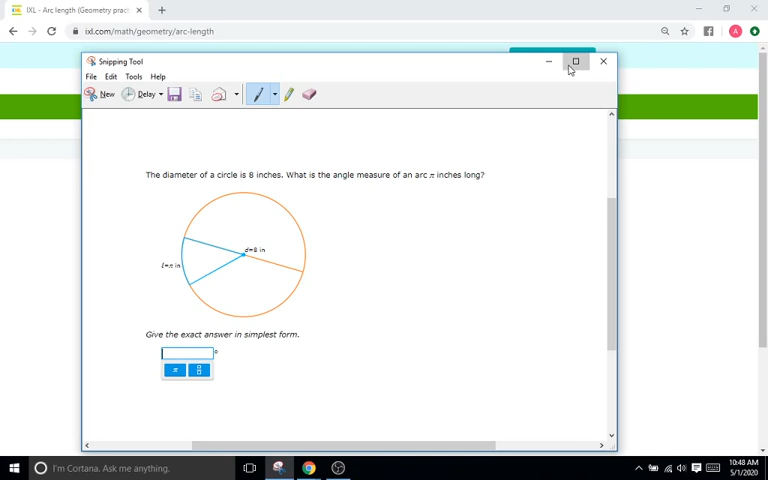 IXL - Arc length (Geometry prac
ixl.com/math/geometry/arc-length
Snipping Tool
File Edit Tools Help
New Delay
The diameter of a circle is 8 inches. What is the angle measure of an arc π inches long?
d=8 in
ℓ=π in
Give the exact answer in simplest form.
°
π
I'm Cortana. Ask me anything.
10:48 AM
5/1/2020
A